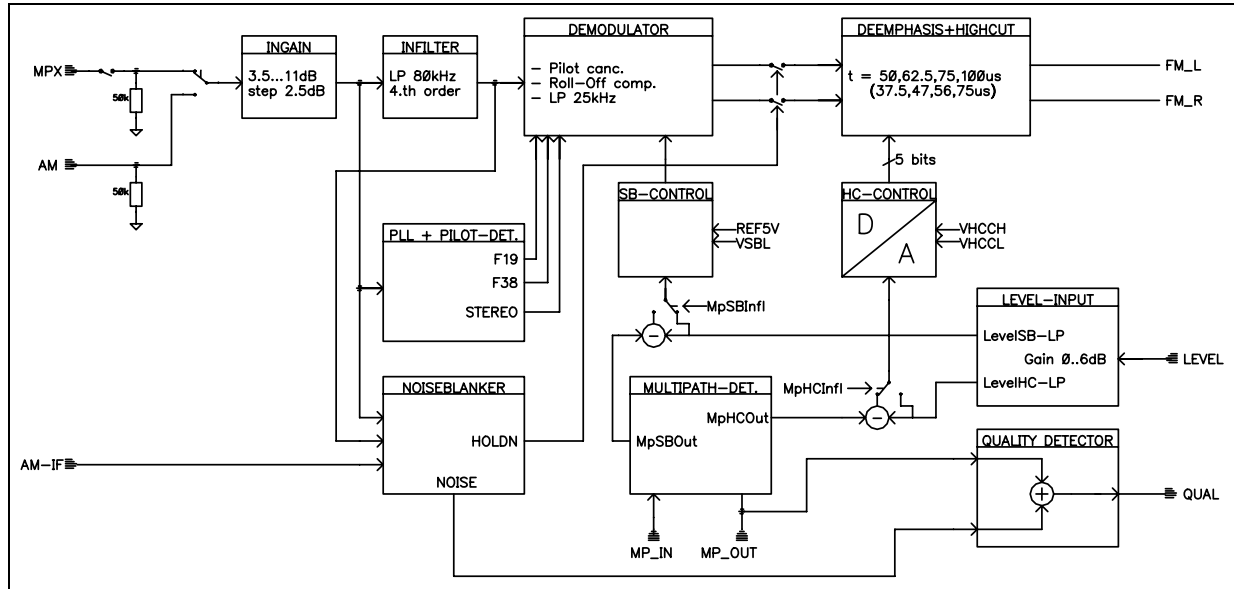 MPX
50k
AM
50k
INGAIN
3.5...11dB
step 2.5dB
INFILTER
LP 80kHz
4.th order
DEMODULATOR
- Pilot canc.
- Roll-Off comp.
- LP 25kHz
DEEMPHASIS+HIGHCUT
t = 50,62.5,75,100us
(37.5,47,56,75us)
FM_L
FM_R
5 bits
SB-CONTROL
REF5V
VSBL
HC-CONTROL
D
A
VHCCH
VHCCL
PLL + PILOT-DET.
F19
F38
STEREO
MpSBInfl
LEVEL-INPUT
LevelSB-LP
Gain 0..6dB
LevelHC-LP
LEVEL
NOISEBLANKER
HOLDN
NOISE
AM-IF
MULTIPATH-DET.
MpHCOut
MpSBOut
MpHCInfl
MP_IN
MP_OUT
QUALITY DETECTOR
QUAL